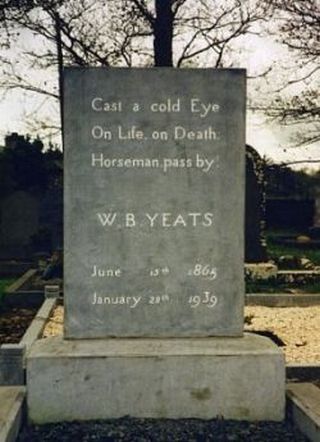 Cast a cold Eye
On Life, on Death.
Horseman, pass by!
W. B. YEATS
June 13th 1865
January 28th 1939